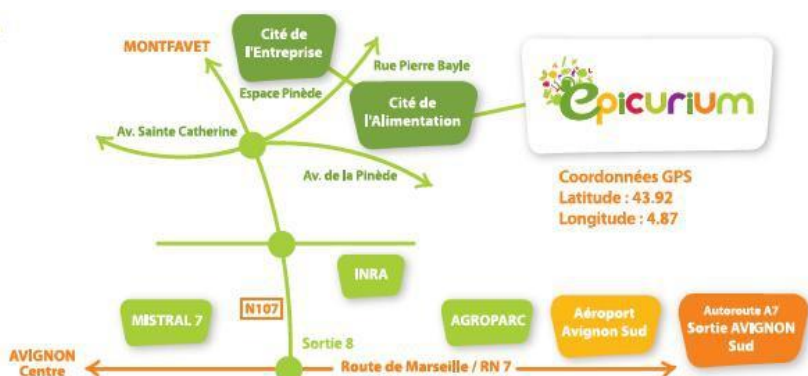 MONTFAVET
Cité de
l'Entreprise
Rue Pierre Bayle
Espace Pinède
Cité de
l'Alimentation
epicurium
Av. Sainte Catherine
Av. de la Pinède
Coordonnées GPS
Latitude : 43.92
Longitude : 4.87
INRA
MISTRAL 7
N107
AGROPARC
Aéroport
Avignon Sud
Autoroute A7
Sortie AVIGNON
Sud
Sortie 8
AVIGNON
Centre
Route de Marseille / RN 7